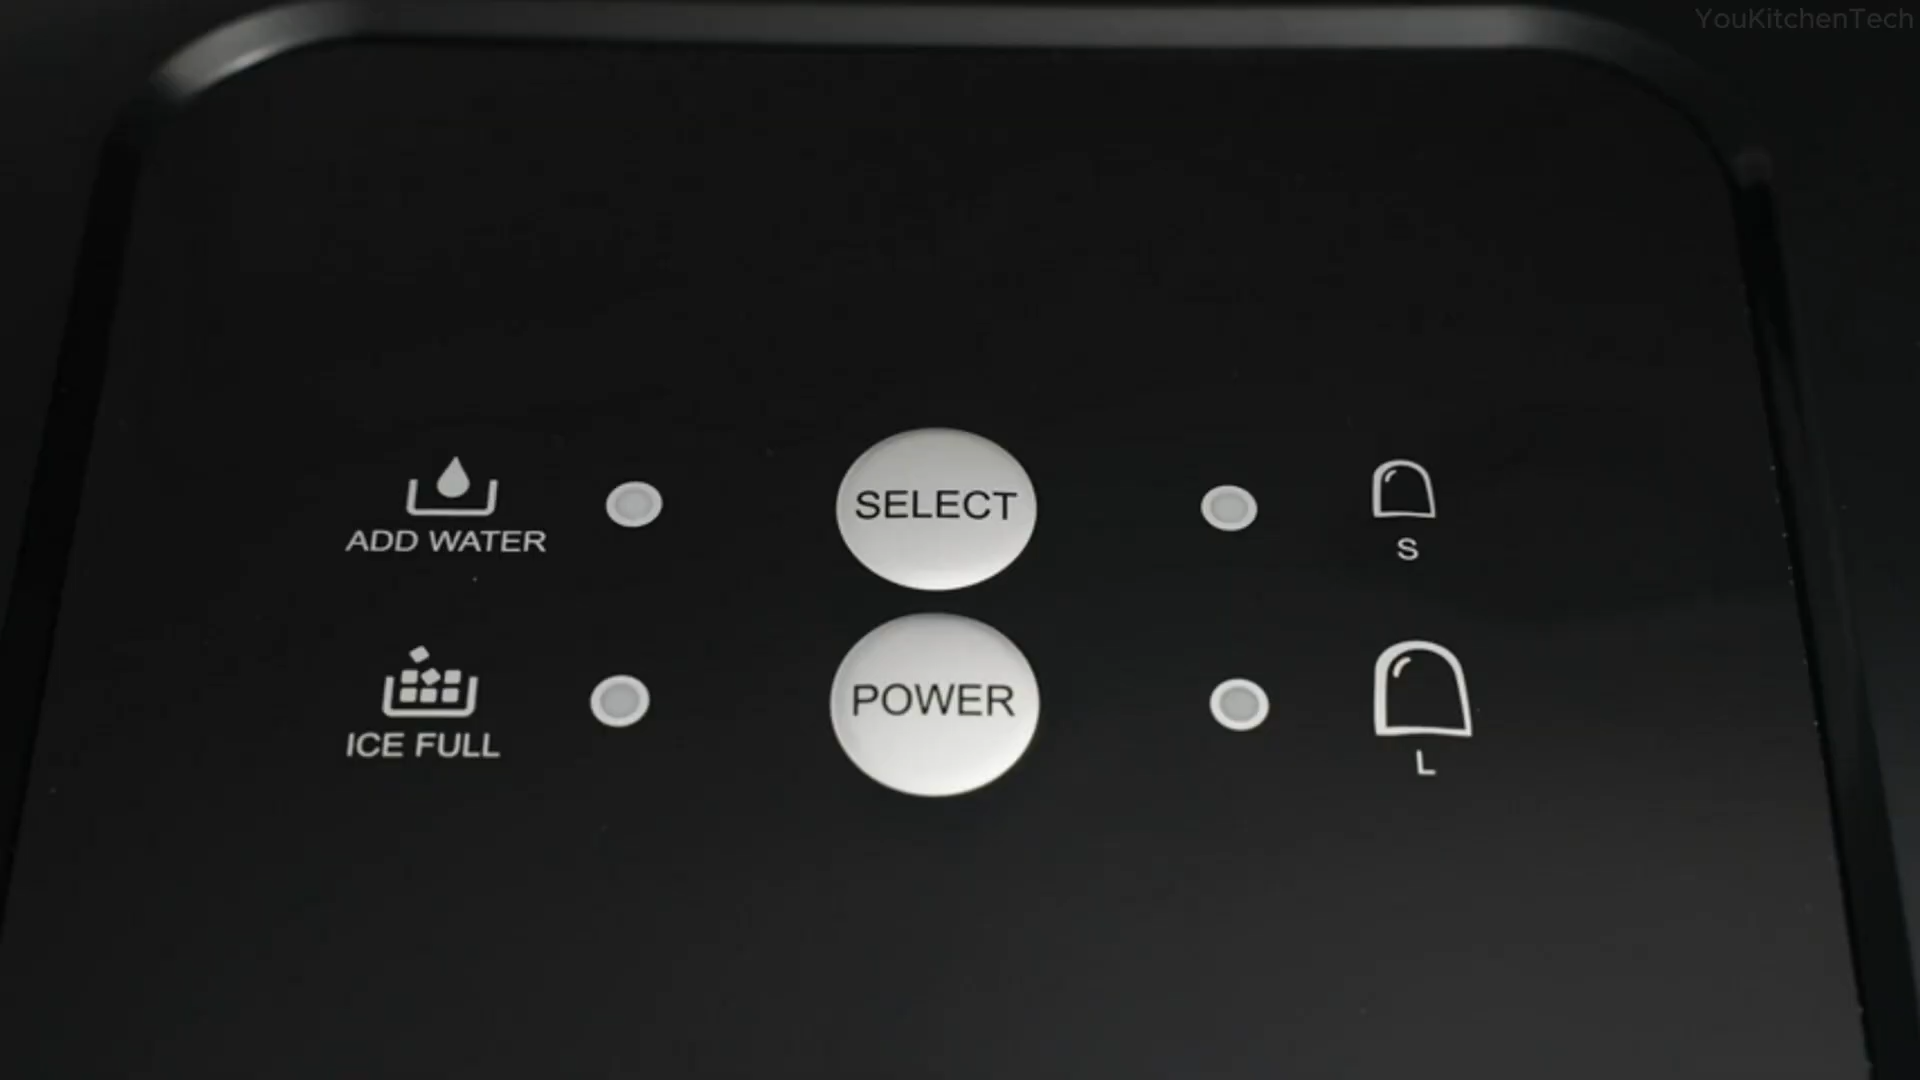 YouKitchenTech
ADD WATER
SELECT
S
ICE FULL
POWER
L